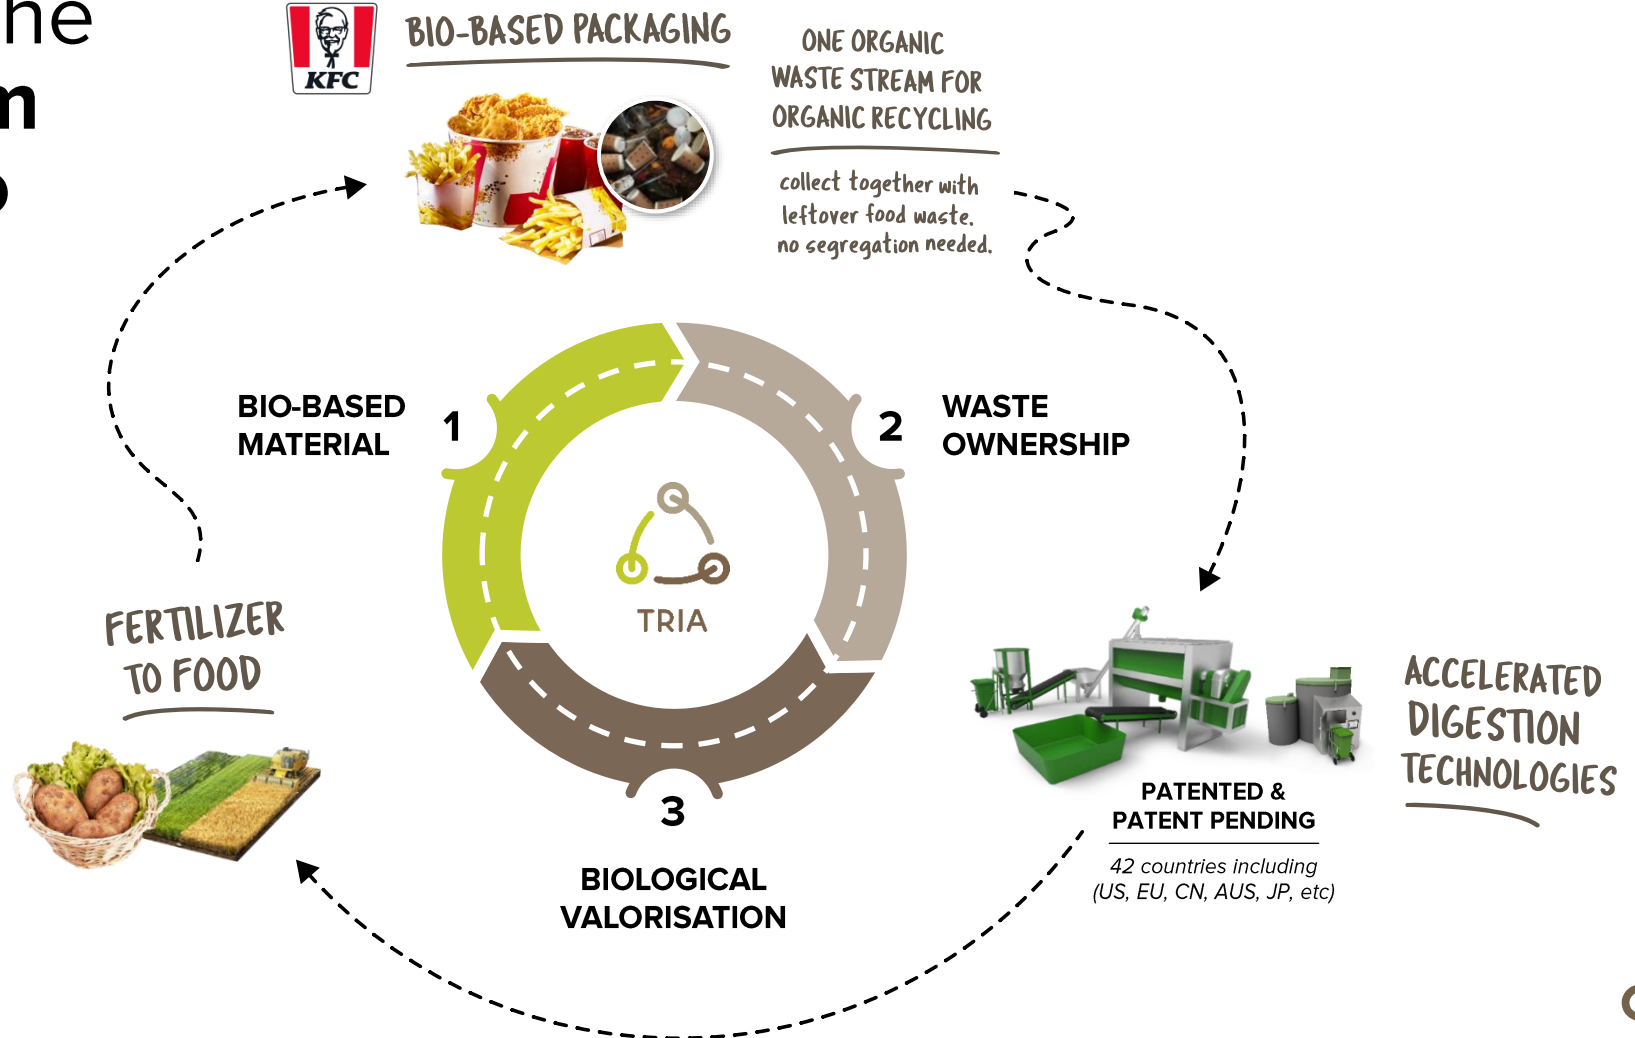 he
m
KFC
BIO-BASED PACKAGING
ONE ORGANIC
WASTE STREAM FOR
ORGANIC RECYCLING
collect together with
leftover food waste.
no segregation needed.
BIO-BASED
MATERIAL
1
2
WASTE
OWNERSHIP
TRIA
FERTILIZER
TO FOOD
ACCELERATED
DIGESTION
TECHNOLOGIES
PATENTED &
PATENT PENDING
42 countries including
(US, EU, CN, AUS, JP, etc)
3
BIOLOGICAL
VALORISATION